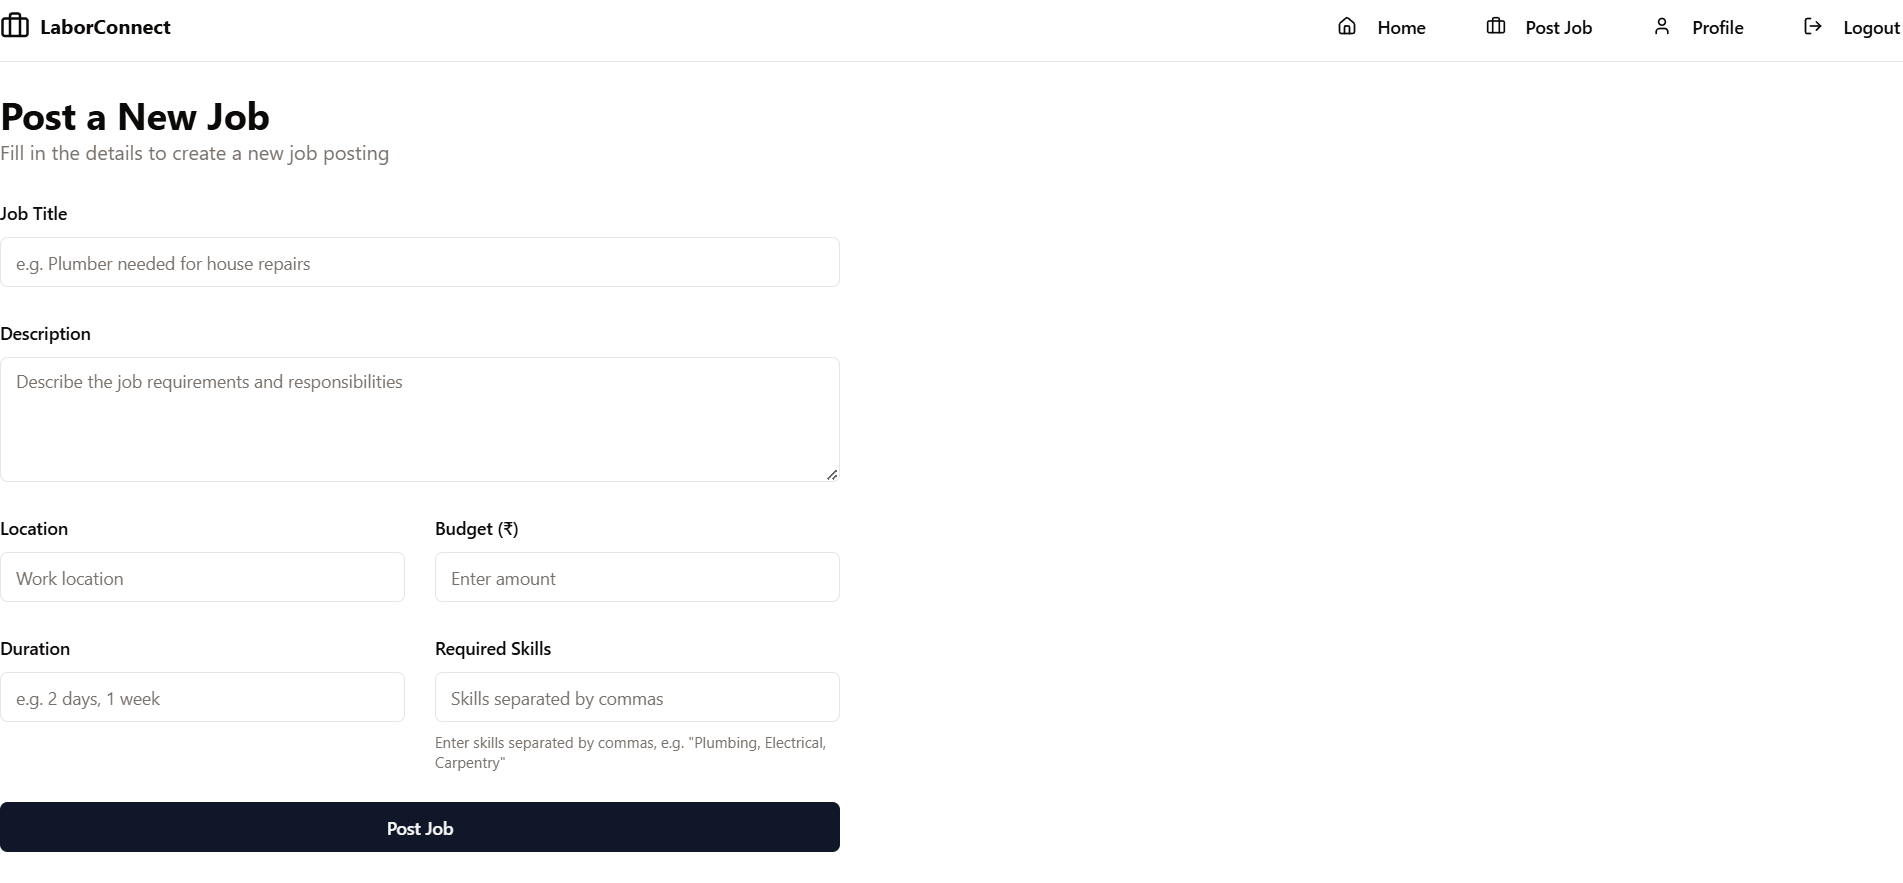 LaborConnect
Home
Post Job
Profile
Logout
Post a New Job
Fill in the details to create a new job posting
Job Title
e.g. Plumber needed for house repairs
Description
Describe the job requirements and responsibilities
Location
Budget (₹)
Work location
Enter amount
Duration
Required Skills
e.g. 2 days, 1 week
Skills separated by commas
Enter skills separated by commas, e.g. "Plumbing, Electrical,
Carpentry"
Post Job